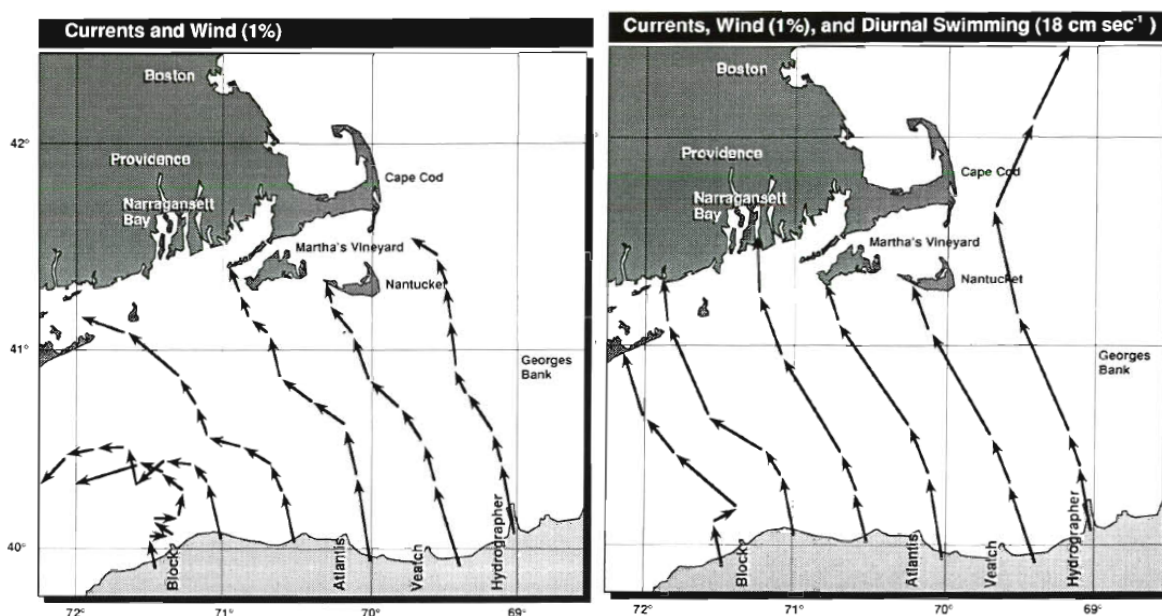 Currents and Wind (1%)
Boston
42°
Providence
Cape Cod
Narragansett
Bay
Martha's Vineyard
Nantucket
41°
Georges
Bank
40°
Block
Atlantis
Veatch
Hydrographer
72°
71°
70°
69°
Currents, Wind (1%), and Diurnal Swimming (18 cm sec⁻¹ )
Boston
42°
Providence
Cape Cod
Narragansett
Bay
Martha's Vineyard
Nantucket
41°
Georges
Bank
40°
Block
Atlantis
Veatch
Hydrographer
72°
71°
70°
69°